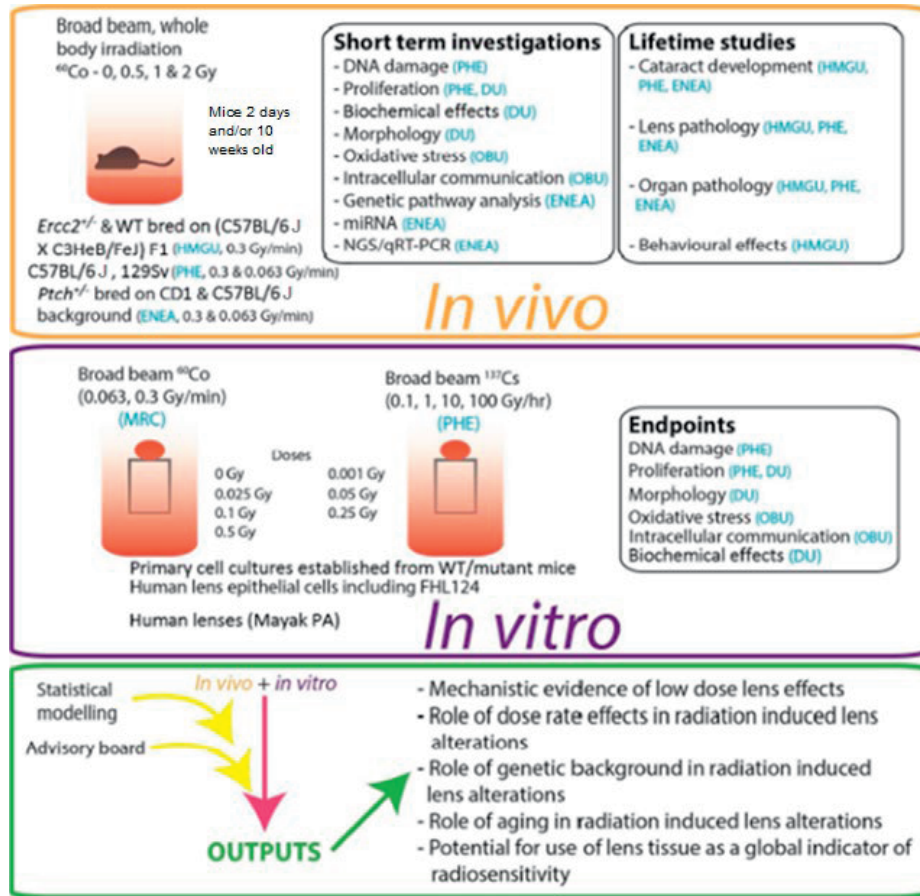 Broad beam, whole
body irradiation
⁶⁰Co - 0, 0.5, 1 & 2 Gy
Mice 2 days
and/or 10
weeks old
Ercc2⁺/⁻ & WT bred on (C57BL/6 J
X C3HeB/FeJ) F1 (HMGU, 0.3 Gy/min)
C57BL/6 J , 129Sv (PHE, 0.3 & 0.063 Gy/min)
Ptch⁺/⁻ bred on CD1 & C57BL/6 J
background (ENEA, 0.3 & 0.063 Gy/min)
Short term investigations
- DNA damage (PHE)
- Proliferation (PHE, DU)
- Biochemical effects (DU)
- Morphology (DU)
- Oxidative stress (OBU)
- Intracellular communication (OBU)
- Genetic pathway analysis (ENEA)
- miRNA (ENEA)
- NGS/qRT-PCR (ENEA)
Lifetime studies
- Cataract development (HMGU,
PHE, ENEA)
- Lens pathology (HMGU, PHE,
ENEA)
- Organ pathology (HMGU, PHE,
ENEA)
- Behavioural effects (HMGU)
In vivo
Broad beam ⁶⁰Co
(0.063, 0.3 Gy/min)
(MRC)
Broad beam ¹³⁷Cs
(0.1, 1, 10, 100 Gy/hr)
(PHE)
Doses
0 Gy
0.025 Gy
0.1 Gy
0.5 Gy
0.001 Gy
0.05 Gy
0.25 Gy
Primary cell cultures established from WT/mutant mice
Human lens epithelial cells including FHL124
Human lenses (Mayak PA)
Endpoints
DNA damage (PHE)
Proliferation (PHE, DU)
Morphology (DU)
Oxidative stress (OBU)
Intracellular communication (OBU)
Biochemical effects (DU)
In vitro
Statistical
modelling
Advisory board
In vivo + in vitro
OUTPUTS
- Mechanistic evidence of low dose lens effects
- Role of dose rate effects in radiation induced lens
alterations
- Role of genetic background in radiation induced
lens alterations
- Role of aging in radiation induced lens alterations
- Potential for use of lens tissue as a global indicator of
radiosensitivity